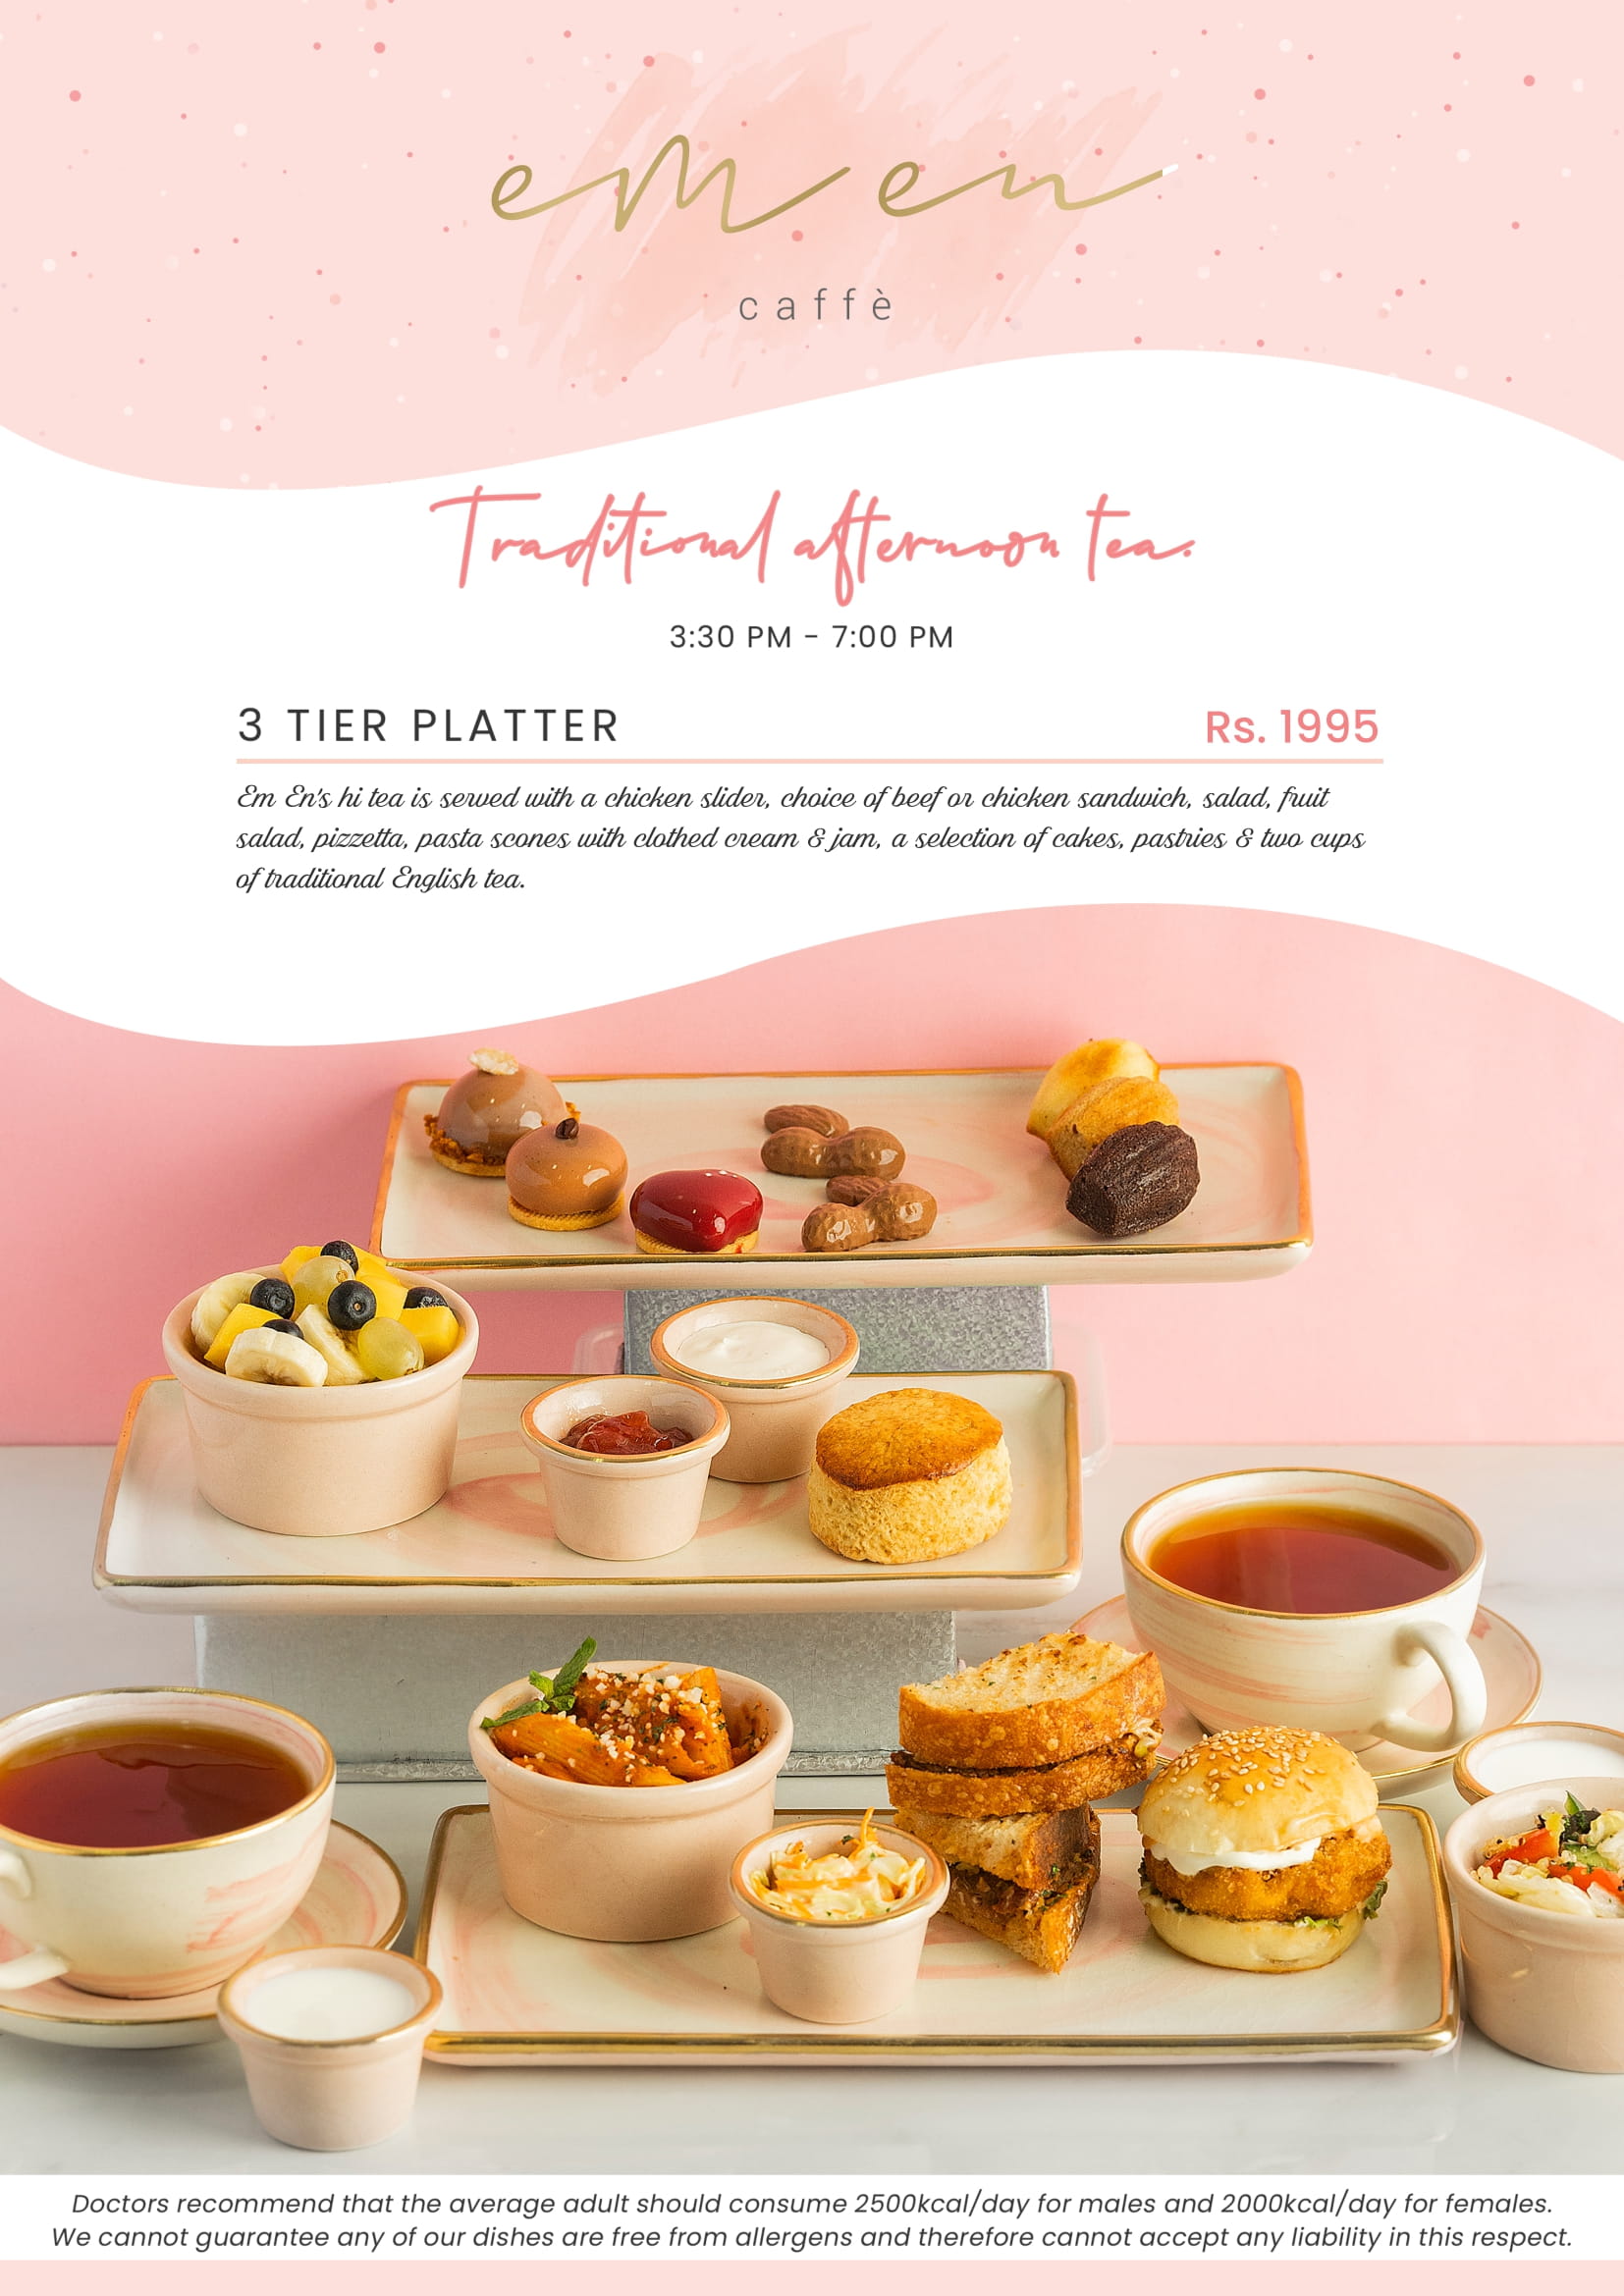 em en
caffè
Traditional afternoon tea.
3:30 PM - 7:00 PM
3 TIER PLATTER Rs. 1995
Em En's hi tea is served with a chicken slider, choice of beef or chicken sandwich, salad, fruit
salad, pizzetta, pasta scones with clothed cream & jam, a selection of cakes, pastries & two cups
of traditional English tea.
Doctors recommend that the average adult should consume 2500kcal/day for males and 2000kcal/day for females.
We cannot guarantee any of our dishes are free from allergens and therefore cannot accept any liability in this respect.